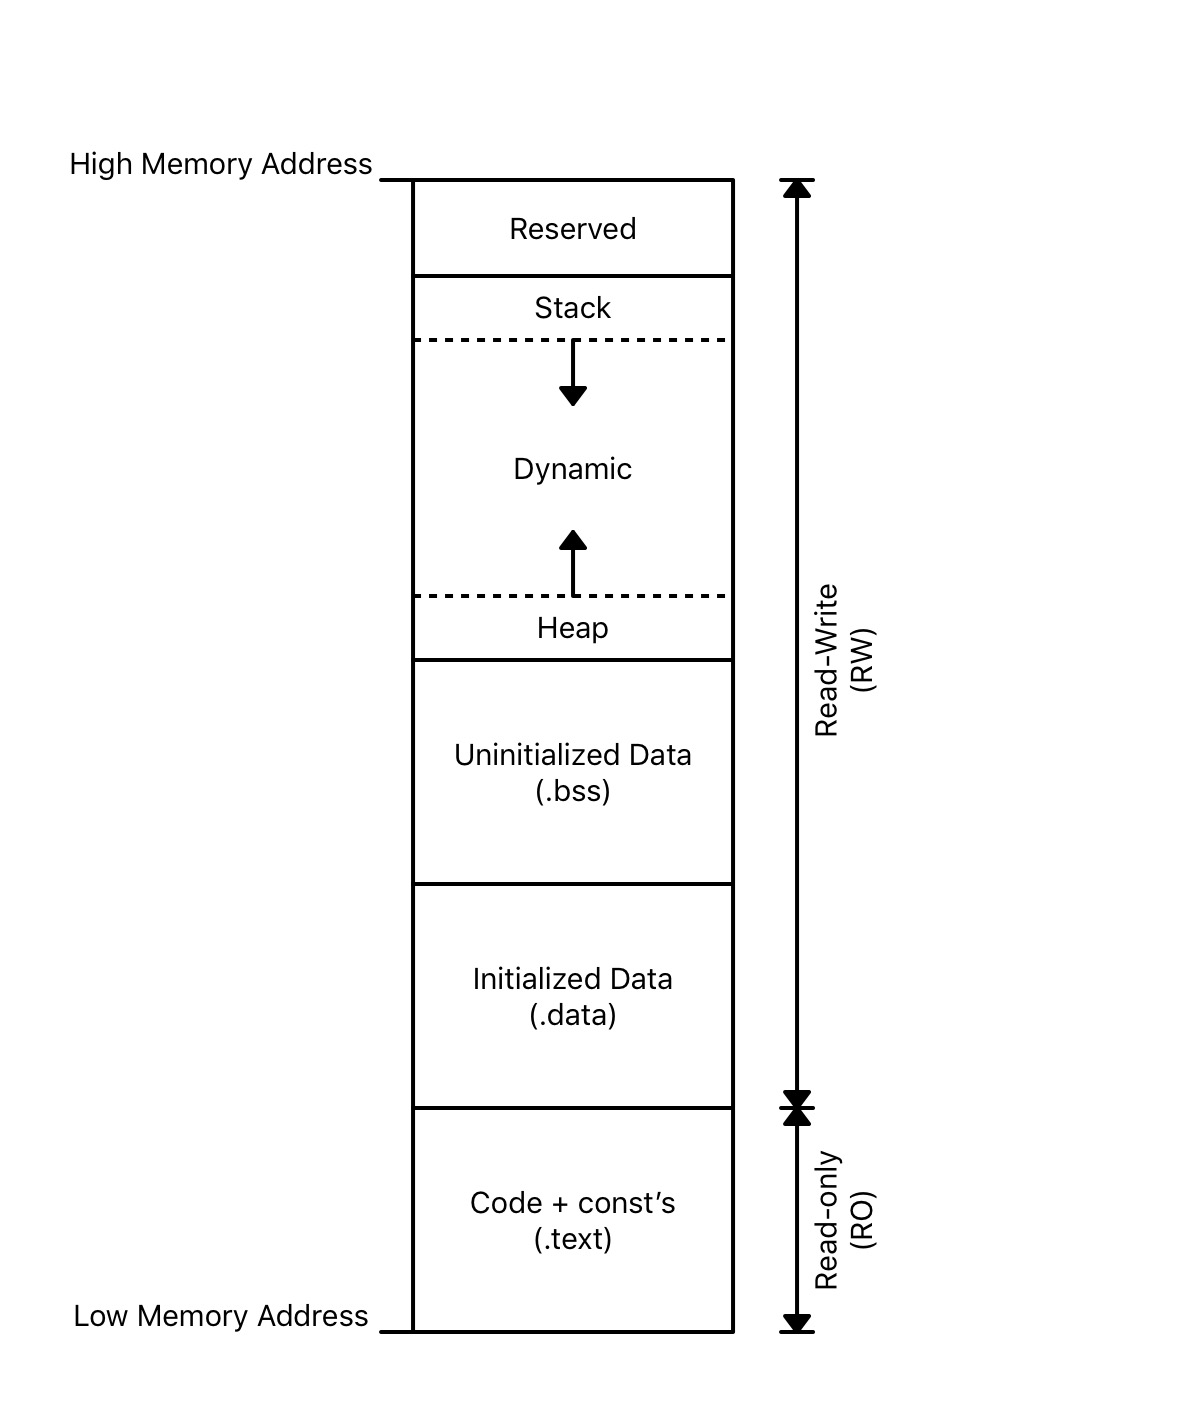 High Memory Address
Reserved
Stack
Dynamic
Heap
Uninitialized Data
(.bss)
Initialized Data
(.data)
Code + const’s
(.text)
Low Memory Address
Read-Write
(RW)
Read-only
(RO)